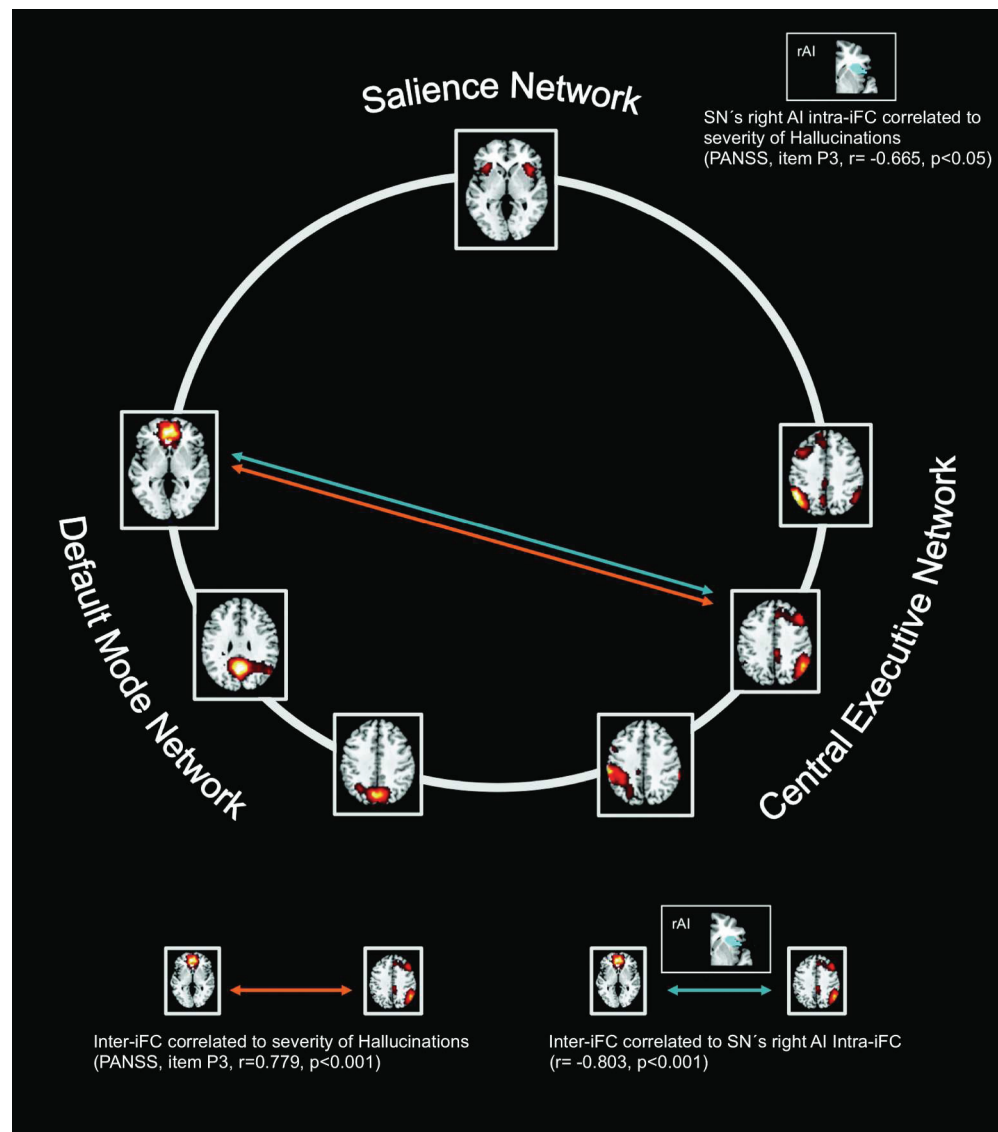 rAI
SN´s right AI intra-iFC correlated to
severity of Hallucinations
(PANSS, item P3, r= -0.665, p<0.05)
Salience Network
Default Mode Network
Central Executive Network
rAI
Inter-iFC correlated to severity of Hallucinations
(PANSS, item P3, r=0.779, p<0.001)
Inter-iFC correlated to SN´s right AI Intra-iFC
(r= -0.803, p<0.001)